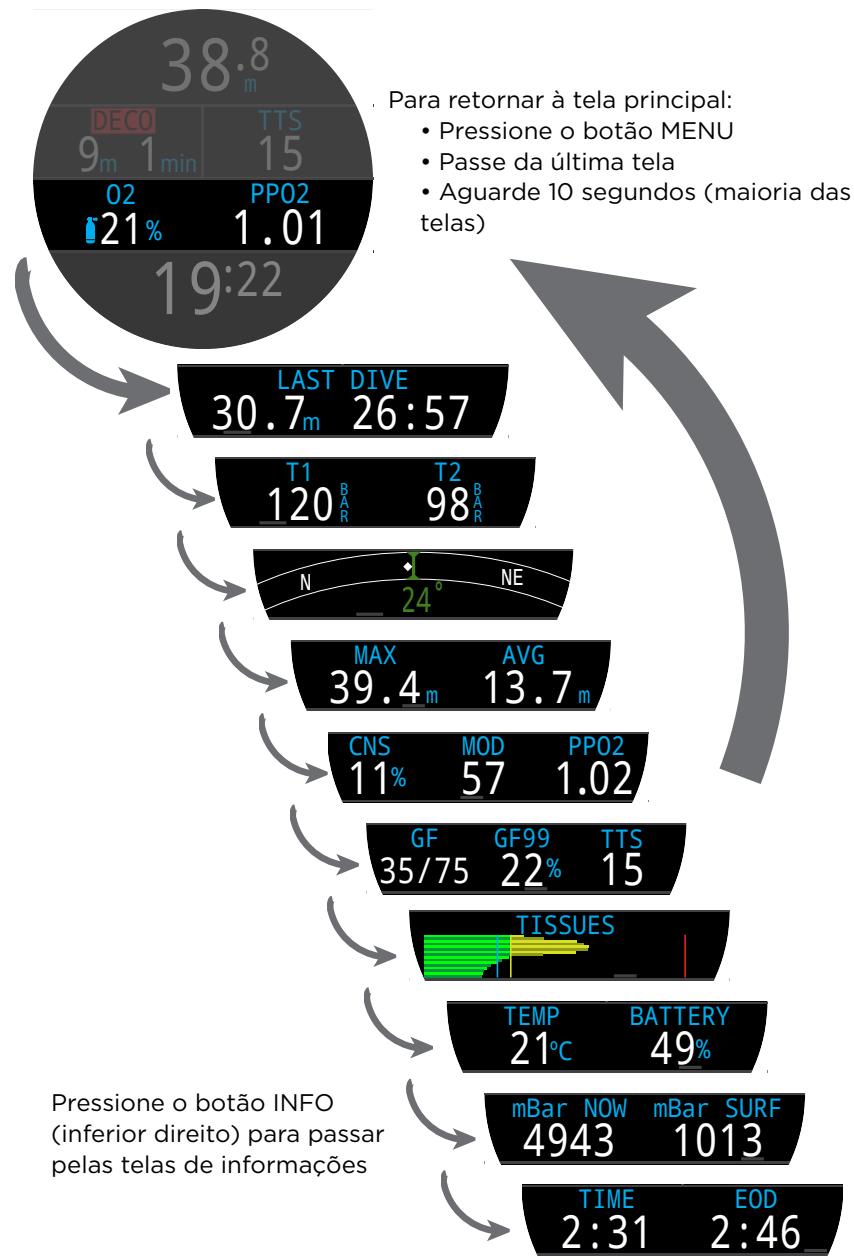 38.8
m
DECO TTS
9m 1min 15
O2 PPO2
21% 1.01
19:22
Para retornar à tela principal:
• Pressione o botão MENU
• Passe da última tela
• Aguarde 10 segundos (maioria das
telas)
LAST DIVE
30.7m 26:57
T1 T2
120 BAR 98 BAR
N NE
24°
MAX AVG
39.4m 13.7m
CNS MOD PPO2
11% 57 1.02
GF GF99 TTS
35/75 22% 15
TISSUES
TEMP BATTERY
21ºC 49%
mBar NOW mBar SURF
4943 1013
TIME EOD
2:31 2:46
Pressione o botão INFO
(inferior direito) para passar
pelas telas de informações